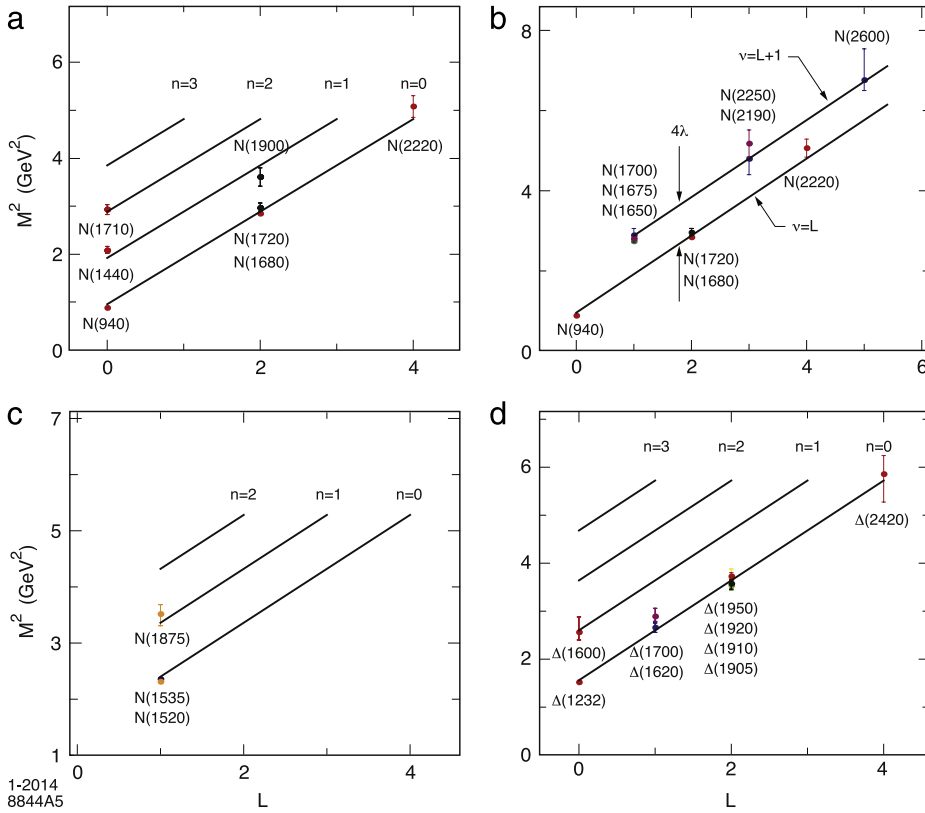 a
6
4
2
0
M² (GeV²)
n=3
n=2
n=1
n=0
N(1900)
N(2220)
N(1710)
N(1720)
N(1680)
N(1440)
N(940)
0
2
4
b
8
4
0
N(2600)
ν=L+1
N(2250)
N(2190)
4λ
N(1700)
N(1675)
N(1650)
N(2220)
ν=L
N(1720)
N(1680)
N(940)
0
2
4
6
c
7
5
3
1
M² (GeV²)
n=2
n=1
n=0
N(1875)
N(1535)
N(1520)
0
2
4
L
1-2014
8844A5
d
6
4
2
0
n=3
n=2
n=1
n=0
Δ(2420)
Δ(1950)
Δ(1600)
Δ(1700)
Δ(1920)
Δ(1620)
Δ(1910)
Δ(1905)
Δ(1232)
0
2
4
L